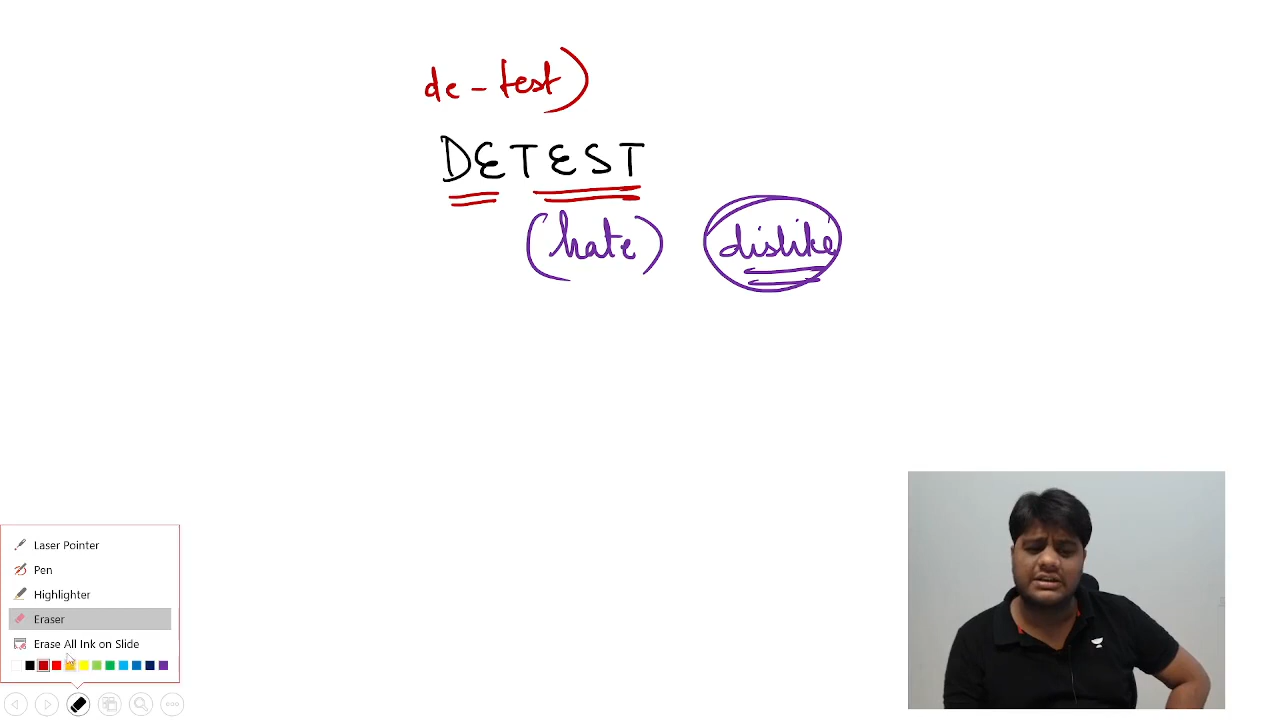 de - test)
DETEST
(hate) dislike
Laser Pointer
Pen
Highlighter
Eraser
Erase All Ink on Slide